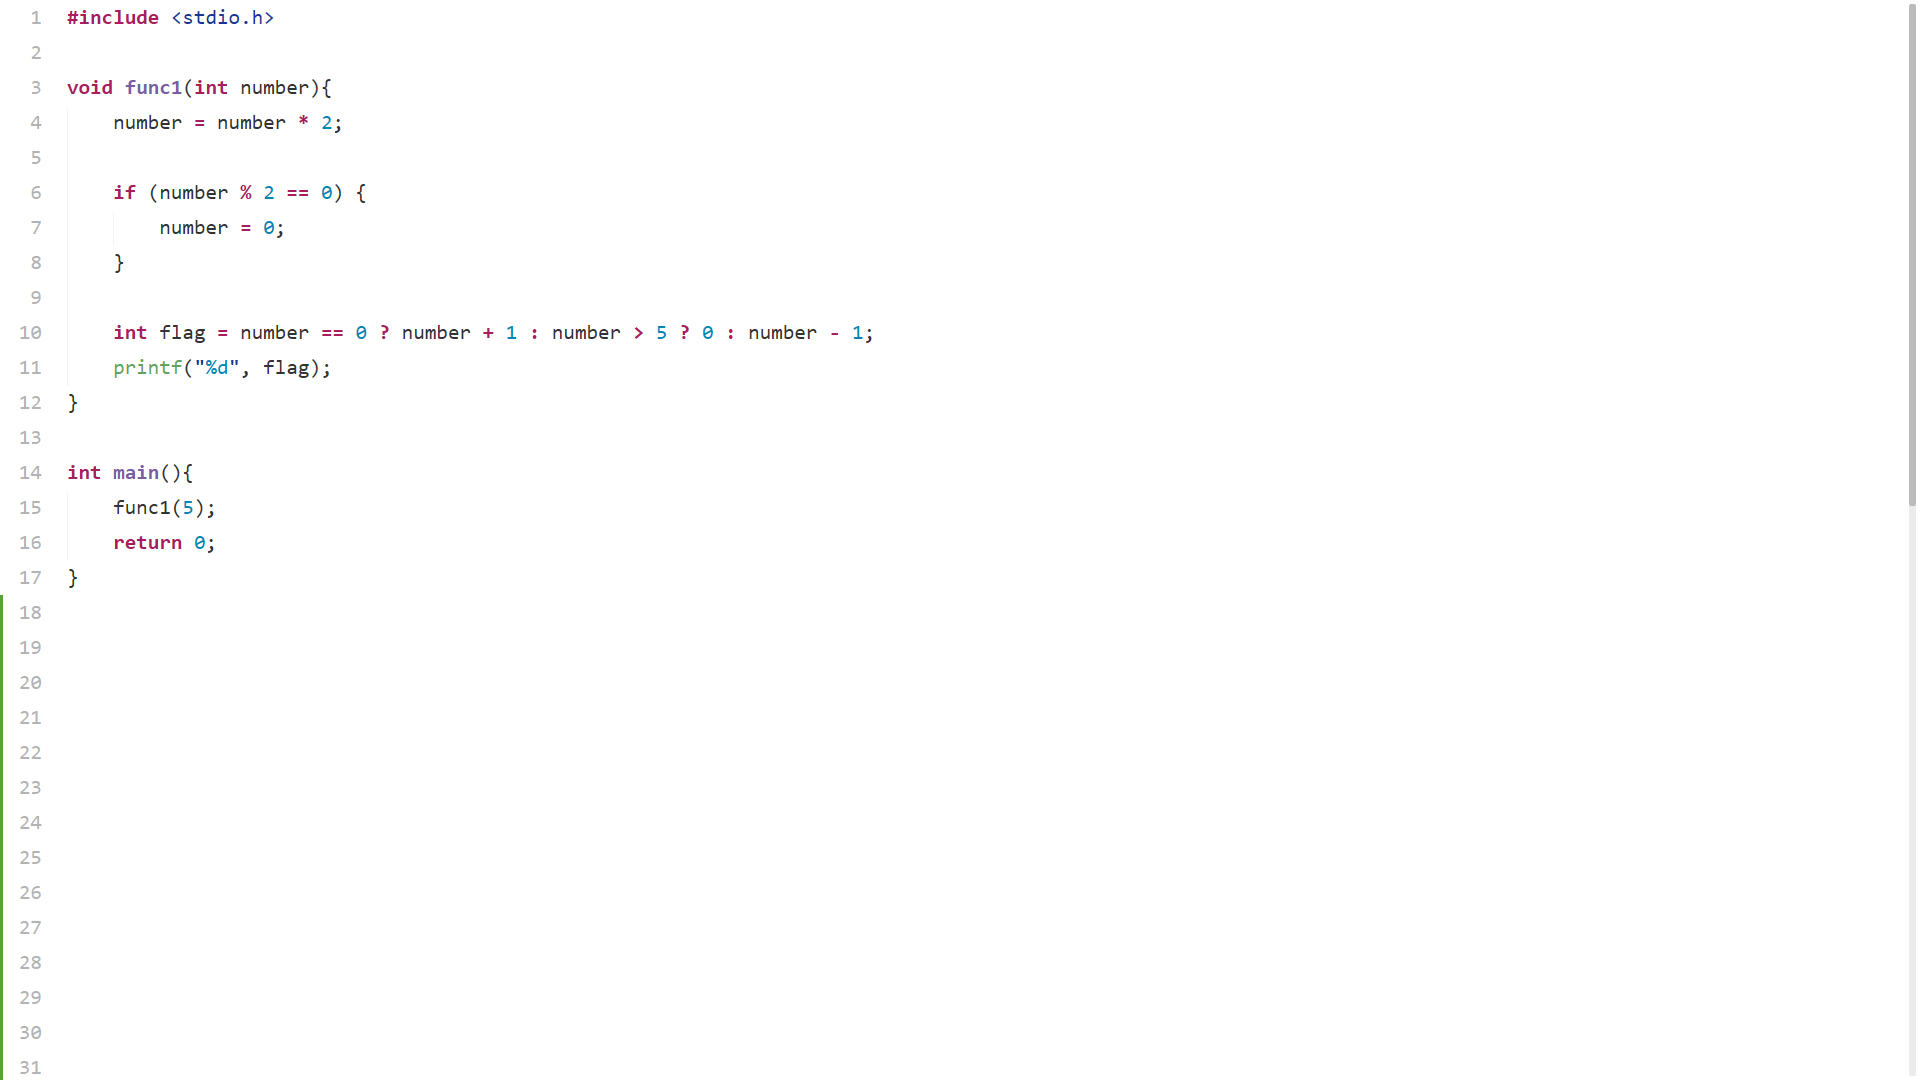 1 #include <stdio.h>
2
3 void func1(int number){
4     number = number * 2;
5
6     if (number % 2 == 0) {
7         number = 0;
8     }
9
10     int flag = number == 0 ? number + 1 : number > 5 ? 0 : number - 1;
11     printf("%d", flag);
12 }
13
14 int main(){
15     func1(5);
16     return 0;
17 }
18
19
20
21
22
23
24
25
26
27
28
29
30
31